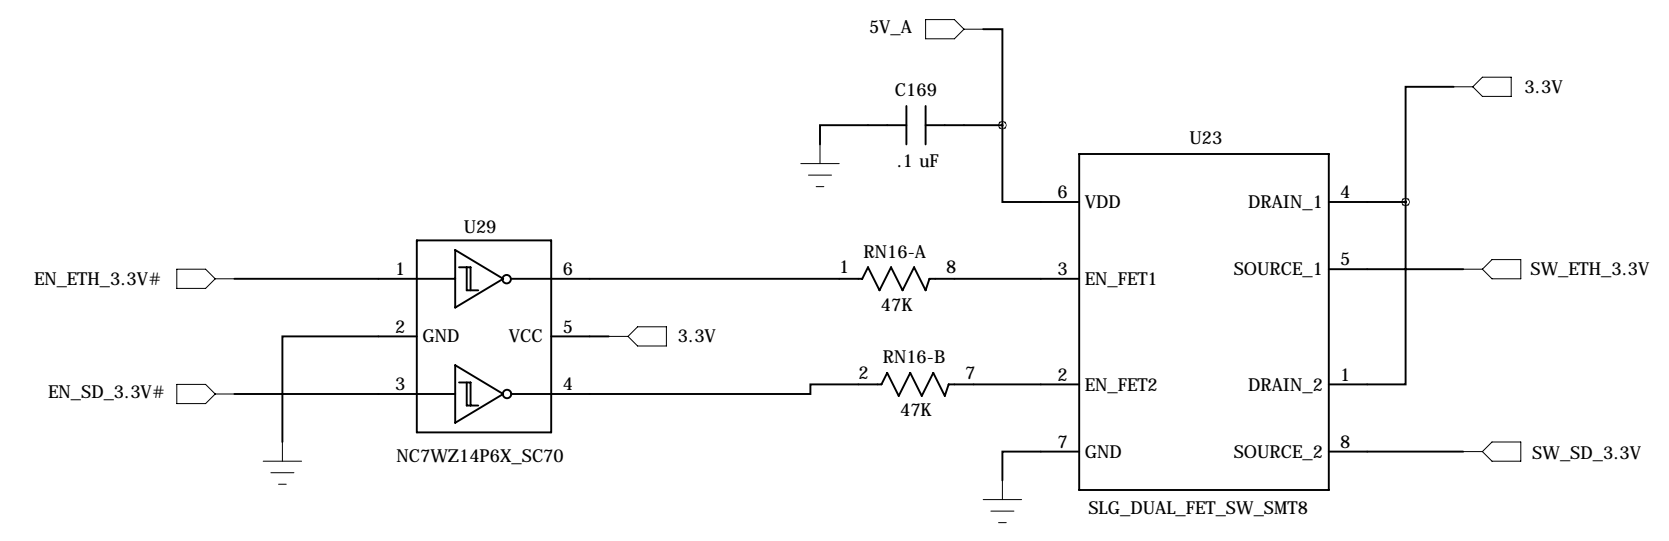 5V_A
C169
.1 uF
3.3V
U23
6 VDD DRAIN_1 4
U29
RN16-A
EN_ETH_3.3V# 1 6 1 8 3 EN_FET1 SOURCE_1 5 SW_ETH_3.3V
47K
2 GND VCC 5 3.3V
RN16-B
EN_SD_3.3V# 3 4 2 7 2 EN_FET2 DRAIN_2 1
47K
7 GND SOURCE_2 8 SW_SD_3.3V
NC7WZ14P6X_SC70
SLG_DUAL_FET_SW_SMT8